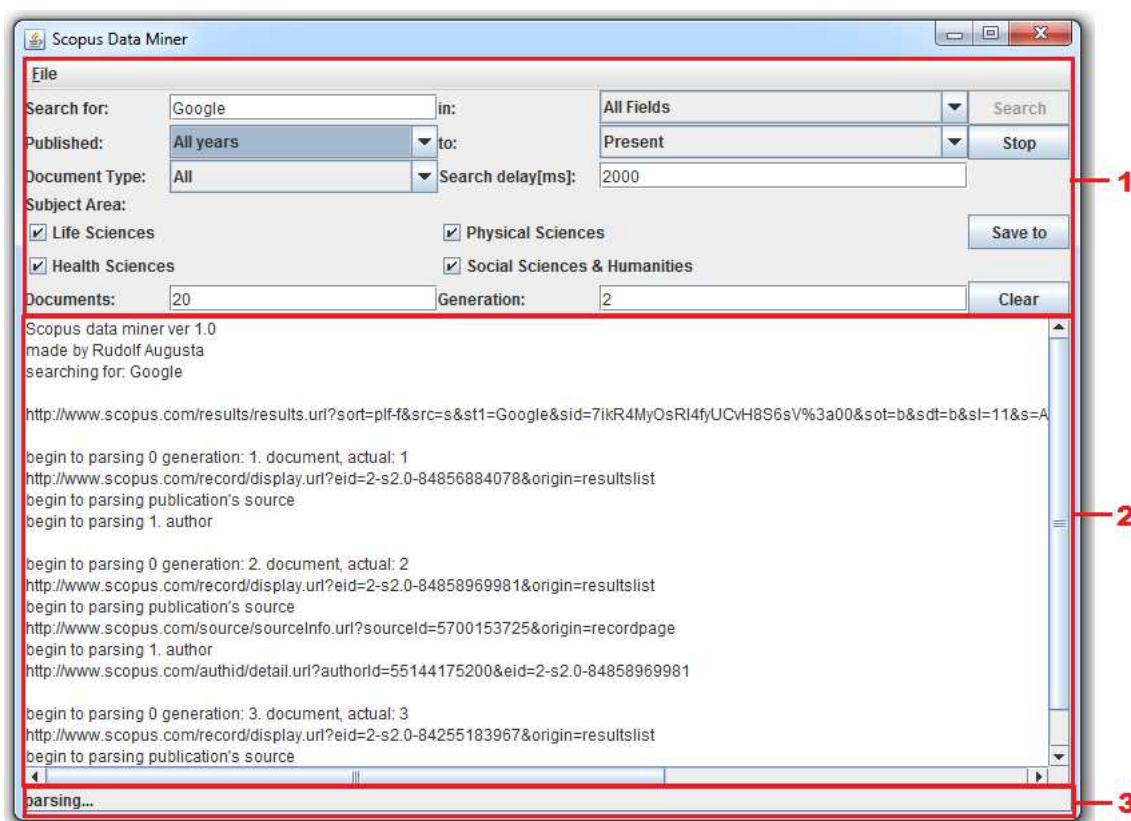 Scopus Data Miner
File
Search for: Google in: All Fields Search
Published: All years to: Present Stop
Document Type: All Search delay[ms]: 2000
1
Subject Area:
Life Sciences Physical Sciences Save to
Health Sciences Social Sciences & Humanities
Documents: 20 Generation: 2 Clear
Scopus data miner ver 1.0
made by Rudolf Augusta
searching for: Google
http://www.scopus.com/results/results.url?sort=plf-f&src=s&st1=Google&sid=7ikR4MyOsRI4fyUCvH8S6sV%3a00&sot=b&sdt=b&sl=11&s=A
begin to parsing 0 generation: 1. document, actual: 1
http://www.scopus.com/record/display.url?eid=2-s2.0-84856884078&origin=resultslist
begin to parsing publication's source
begin to parsing 1. author
2
begin to parsing 0 generation: 2. document, actual: 2
http://www.scopus.com/record/display.url?eid=2-s2.0-84858969981&origin=resultslist
begin to parsing publication's source
http://www.scopus.com/source/sourceInfo.url?sourceId=5700153725&origin=recordpage
begin to parsing 1. author
http://www.scopus.com/authid/detail.url?authorId=55144175200&eid=2-s2.0-84858969981
begin to parsing 0 generation: 3. document, actual: 3
http://www.scopus.com/record/display.url?eid=2-s2.0-84255183967&origin=resultslist
begin to parsing publication's source
parsing...
3